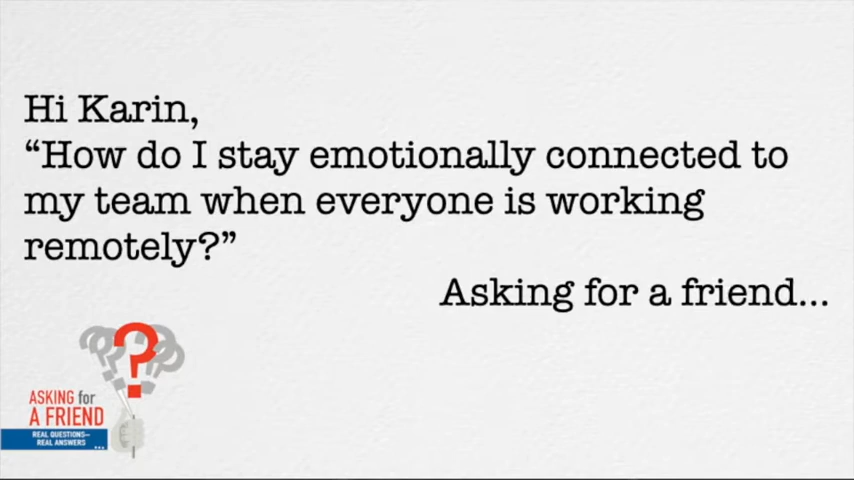 Hi Karin,
“How do I stay emotionally connected to
my team when everyone is working
remotely?”
Asking for a friend...
ASKING for
A FRIEND
REAL QUESTIONS—
REAL ANSWERS
...